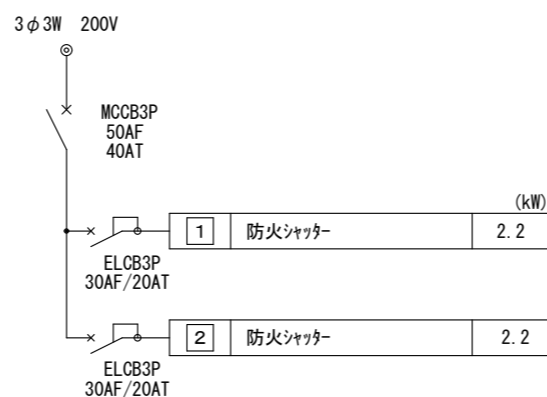 3φ3W 200V
MCCB3P
50AF
40AT
(kW)
1 防火シャッター 2.2
ELCB3P
30AF/20AT
2 防火シャッター 2.2
ELCB3P
30AF/20AT